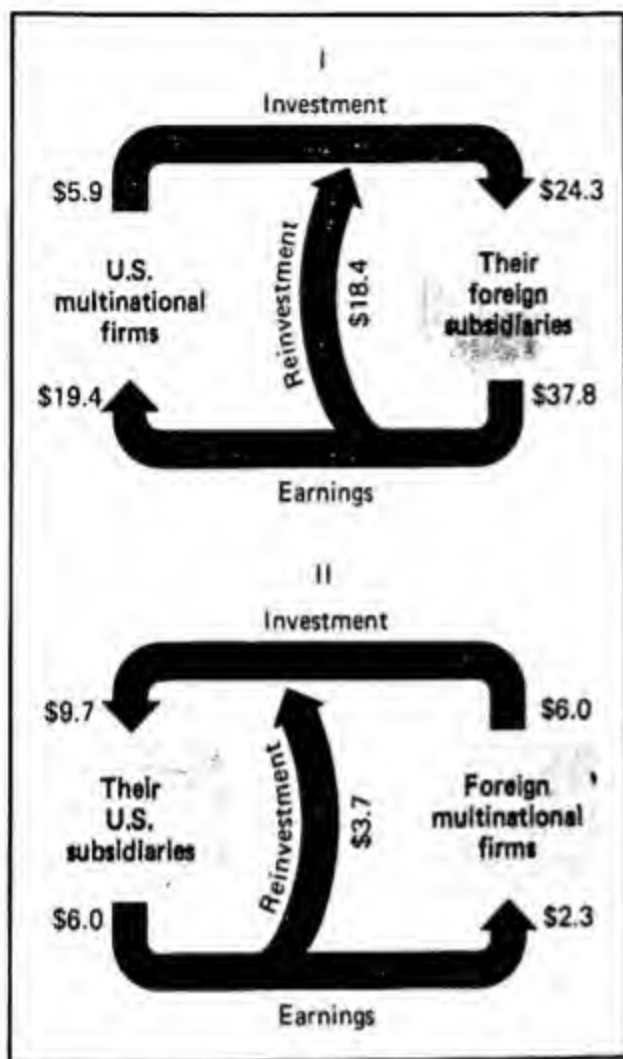 I
Investment
$5.9
$24.3
U.S.
multinational
firms
Reinvestment
$18.4
Their
foreign
subsidiaries
$19.4
$37.8
Earnings
II
Investment
$9.7
$6.0
Their
U.S.
subsidiaries
Reinvestment
$3.7
Foreign
multinational
firms
$6.0
$2.3
Earnings